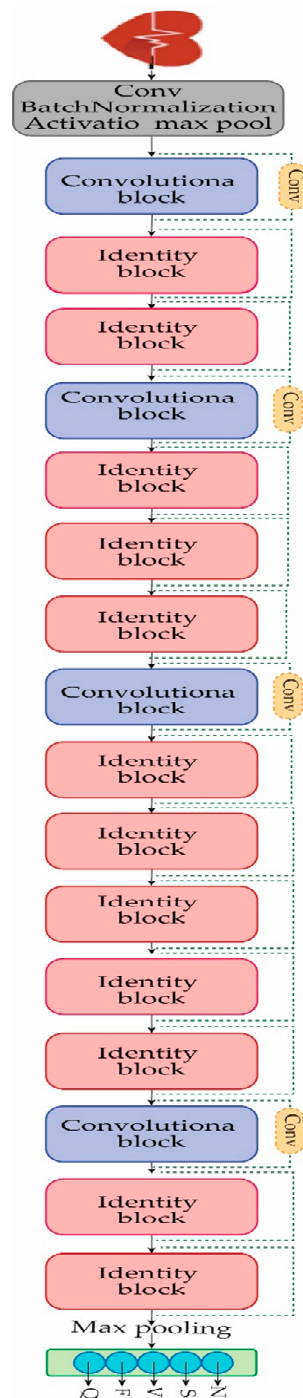 Conv
BatchNormalization
Activatio max pool
Convolutiona
block
Conv
Identity
block
Identity
block
Convolutiona
block
Conv
Identity
block
Identity
block
Identity
block
Convolutiona
block
Conv
Identity
block
Identity
block
Identity
block
Identity
block
Identity
block
Convolutiona
block
Conv
Identity
block
Identity
block
Max pooling
Q F V S N